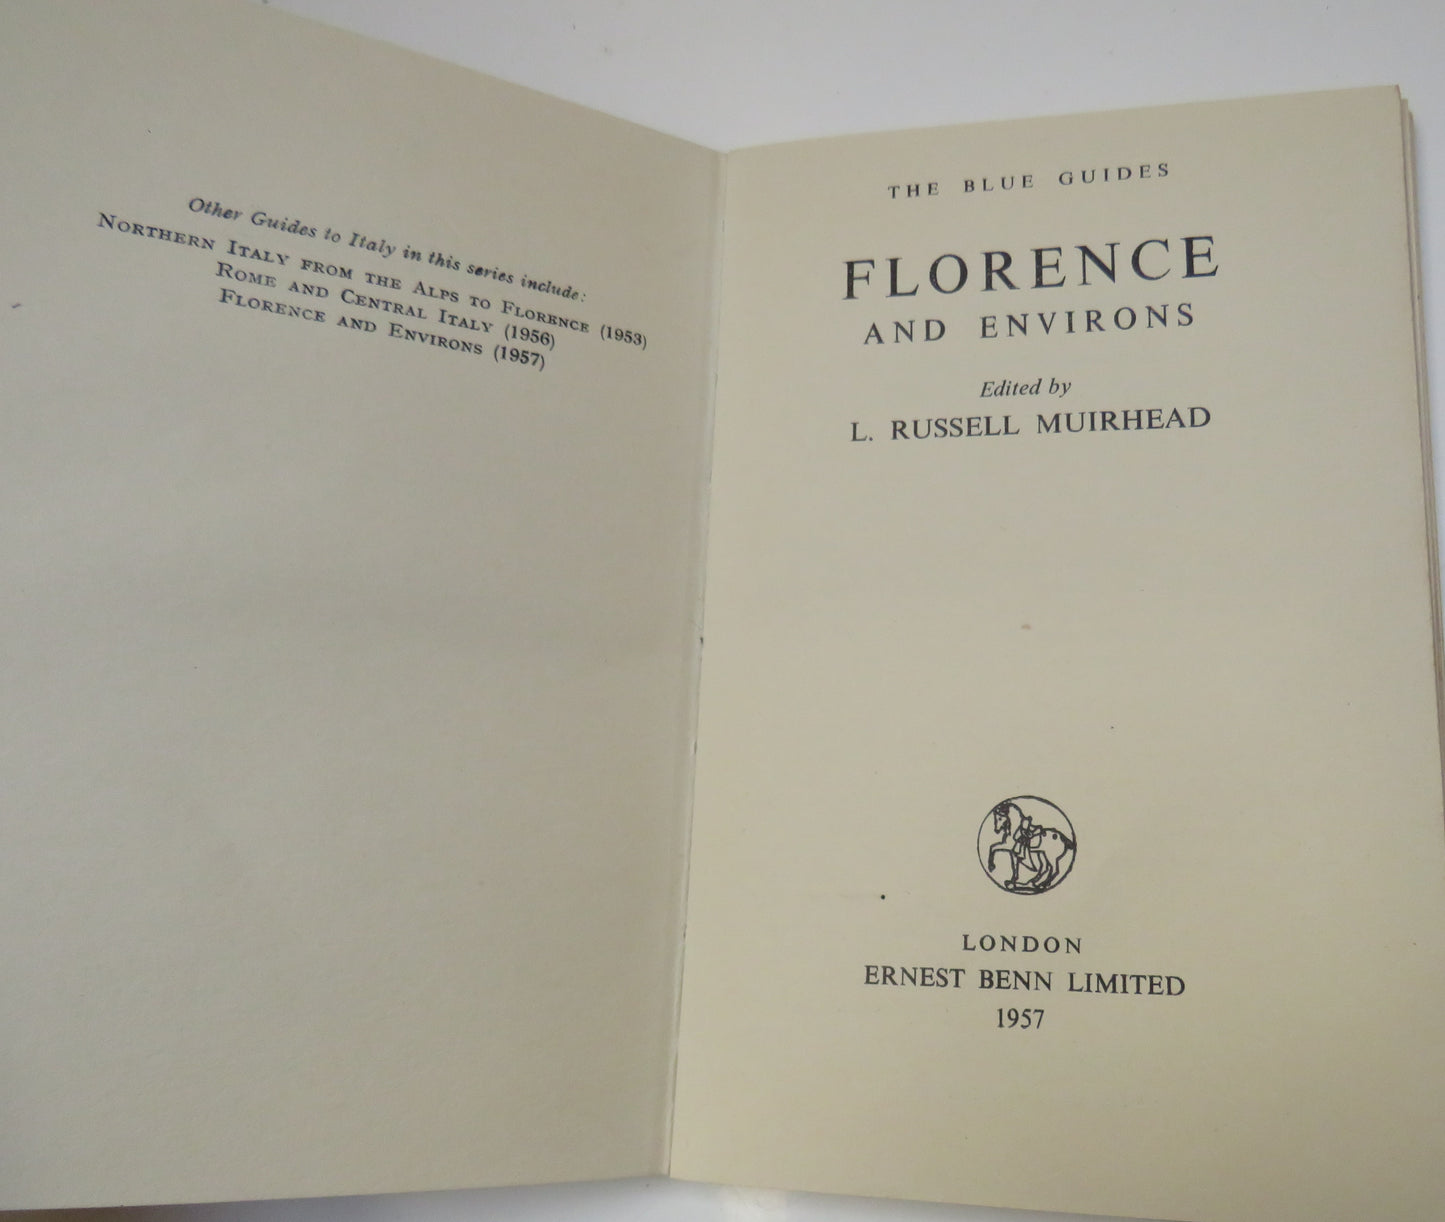 Other Guides to Italy in this series include:
NORTHERN ITALY FROM THE ALPS TO FLORENCE (1953)
ROME AND CENTRAL ITALY (1956)
FLORENCE AND ENVIRONS (1957)
THE BLUE GUIDES
FLORENCE
AND ENVIRONS
Edited by
L. RUSSELL MUIRHEAD
LONDON
ERNEST BENN LIMITED
1957